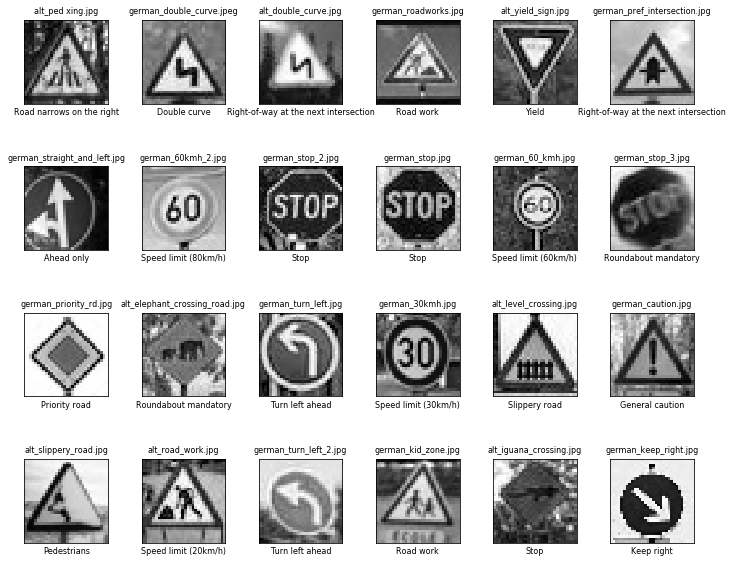 alt_ped xing.jpg
german_double_curve.jpeg
alt_double_curve.jpg
german_roadworks.jpg
alt_yield_sign.jpg
german_pref_intersection.jpg
Road narrows on the right
Double curve
Right-of-way at the next intersection
Road work
Yield
Right-of-way at the next intersection
german_straight_and_left.jpg
german_60kmh_2.jpg
german_stop_2.jpg
german_stop.jpg
german_60_kmh.jpg
german_stop_3.jpg
60
STOP
STOP
60
STOP
Ahead only
Speed limit (80km/h)
Stop
Stop
Speed limit (60km/h)
Roundabout mandatory
german_priority_rd.jpg
alt_elephant_crossing_road.jpg
german_turn_left.jpg
german_30kmh.jpg
alt_level_crossing.jpg
german_caution.jpg
30
Priority road
Roundabout mandatory
Turn left ahead
Speed limit (30km/h)
Slippery road
General caution
alt_slippery_road.jpg
alt_road_work.jpg
german_turn_left_2.jpg
german_kid_zone.jpg
alt_iguana_crossing.jpg
german_keep_right.jpg
Pedestrians
Speed limit (20km/h)
Turn left ahead
Road work
Stop
Keep right